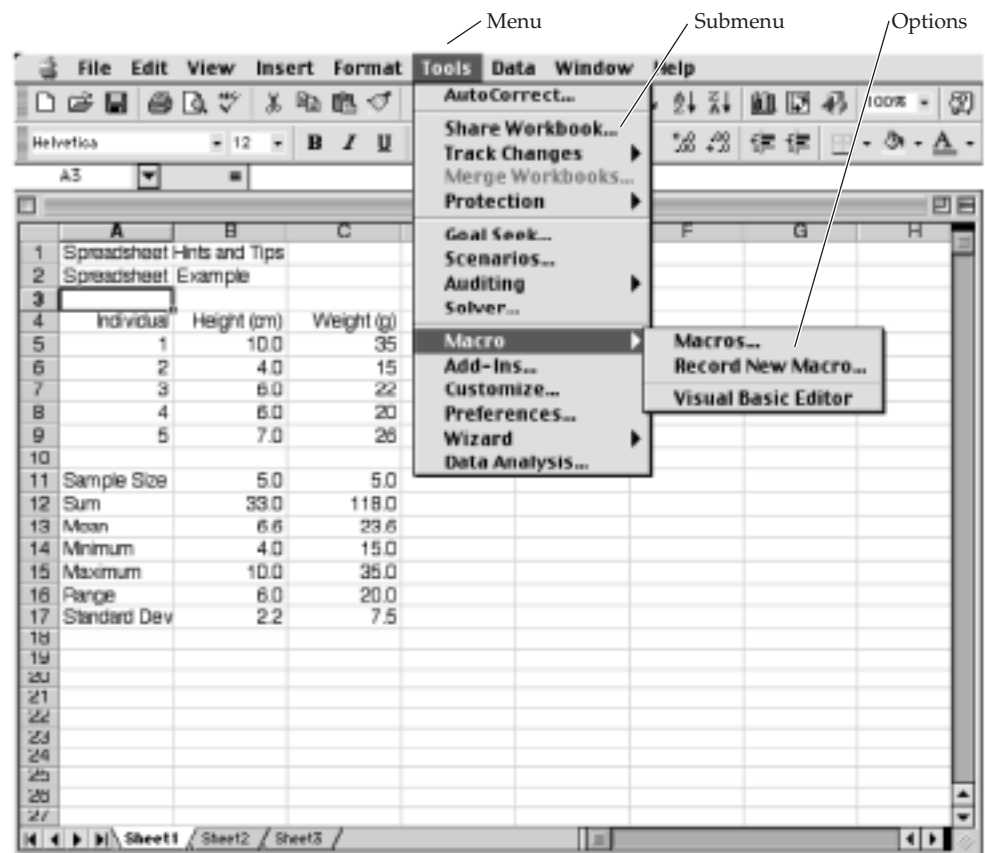 Menu Submenu Options
File Edit View Insert Format Tools Data Window Help
100%
Helvetica 12 B I U A
A3 =
AutoCorrect...
Share Workbook...
Track Changes
Merge Workbooks...
Protection
Goal Seek...
Scenarios...
Auditing
Solver...
Macro
Add-Ins...
Customize...
Preferences...
Wizard
Data Analysis...
Macros...
Record New Macro...
Visual Basic Editor
A B C F G H
1 Spreadsheet Hints and Tips
2 Spreadsheet Example
3
4 Individual Height (cm) Weight (g)
5 1 10.0 35
6 2 4.0 15
7 3 6.0 22
8 4 6.0 20
9 5 7.0 26
10
11 Sample Size 5.0 5.0
12 Sum 33.0 118.0
13 Mean 6.6 23.6
14 Minimum 4.0 15.0
15 Maximum 10.0 35.0
16 Range 6.0 20.0
17 Standard Dev 2.2 7.5
18
19
20
21
22
23
24
25
26
27
Sheet1 Sheet2 Sheet3